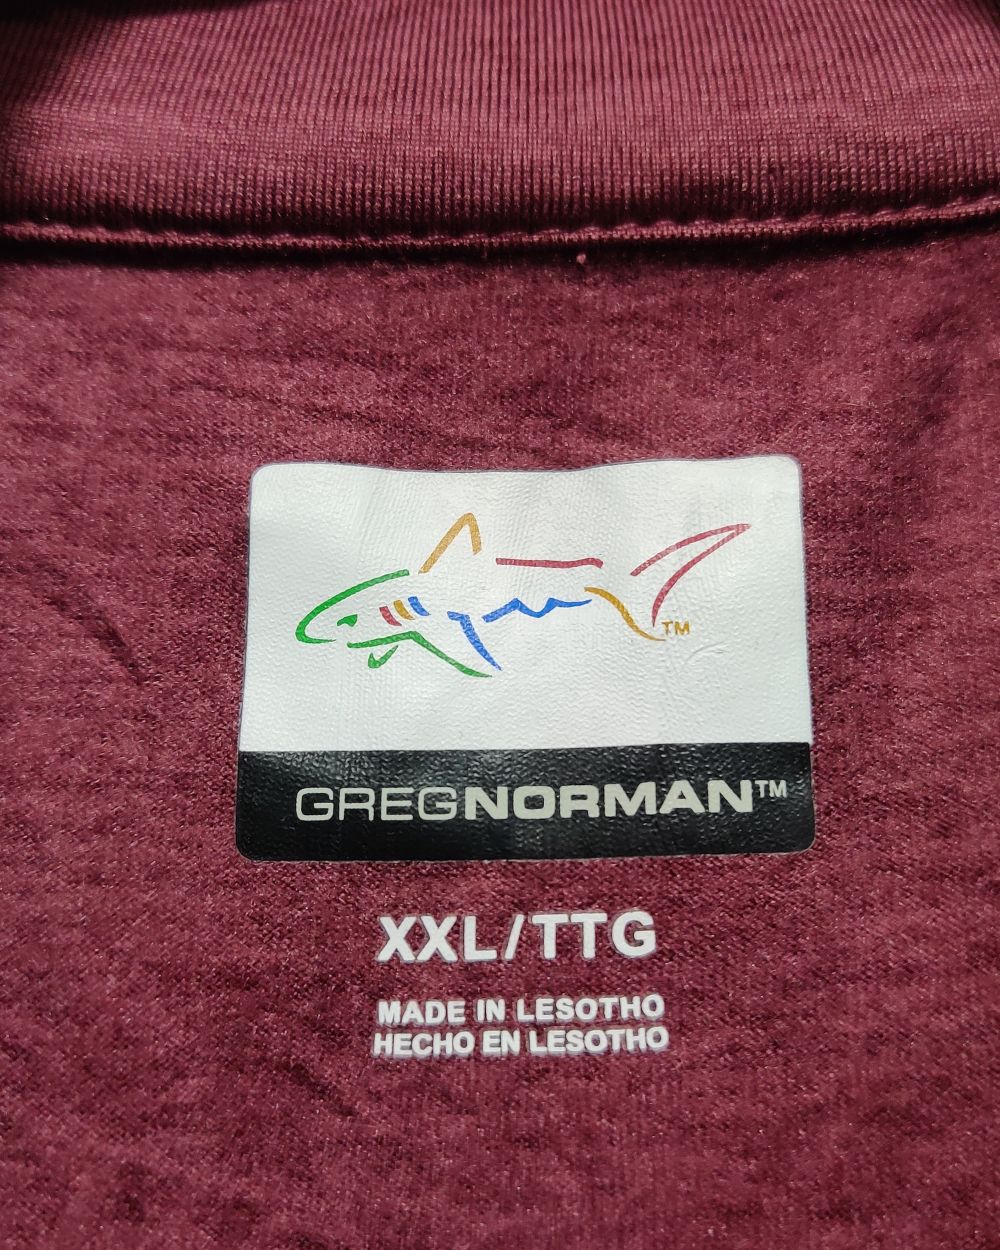 TM
GREGNORMAN™
XXL/TTG
MADE IN LESOTHO
HECHO EN LESOTHO